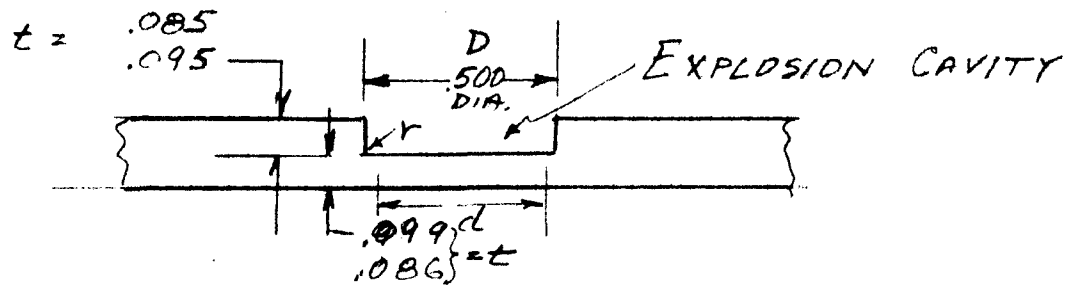 t = .085
.095
D
.500
DIA.
EXPLOSION CAVITY
r
d
.099
.086 } = t